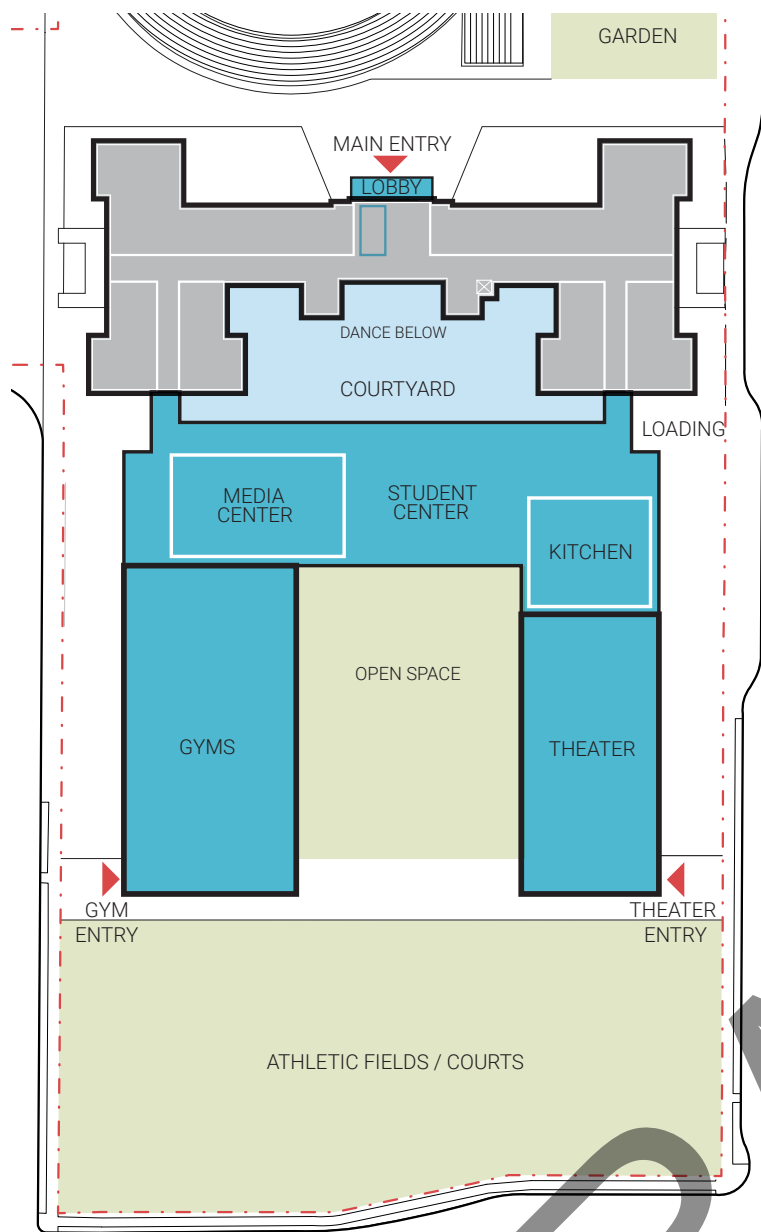 GARDEN
MAIN ENTRY
LOBBY
DANCE BELOW
COURTYARD
LOADING
MEDIA
CENTER
STUDENT
CENTER
KITCHEN
OPEN SPACE
GYMS
THEATER
GYM
ENTRY
THEATER
ENTRY
ATHLETIC FIELDS / COURTS